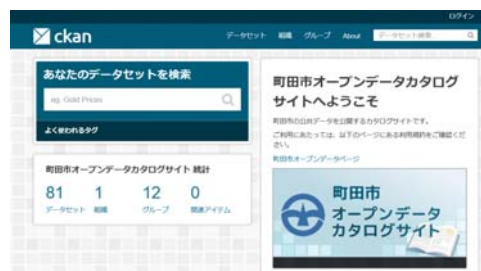 ログイン
ckan
データセット 組織 グループ About データセット検索
あなたのデータセットを検索
eg. Gold Prices
よく使われるタグ
町田市オープンデータカタログサイト 統計
81 1 12 0
データセット 組織 グループ 関連アイテム
町田市オープンデータカタログ
サイトへようこそ
町田市の公共データを公開するカタログサイトです。
ご利用にあたっては、以下のページにある利用規約をご確認くだ
さい。
町田市オープンデータページ
町田市
オープンデータ
カタログサイト